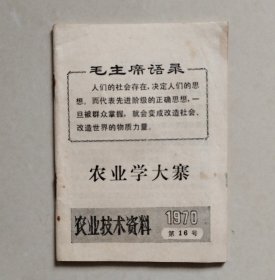 毛主席语录
人们的社会存在，决定人们的思
想。而代表先进阶级的正确思想，一
旦被群众掌握，就会变成改造社会、
改造世界的物质力量。
农业学大寨
农业技术资料
1970
第16号